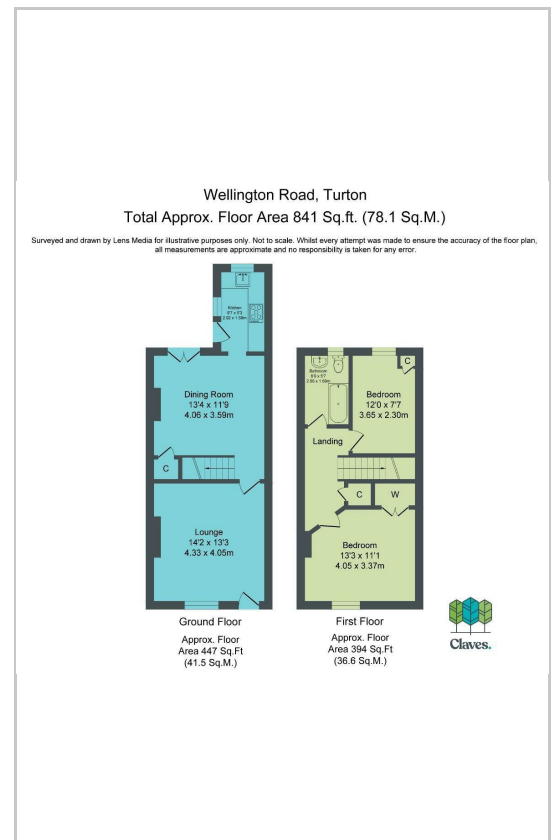 Wellington Road, Turton
Total Approx. Floor Area 841 Sq.ft. (78.1 Sq.M.)
Surveyed and drawn by Lens Media for illustrative purposes only. Not to scale. Whilst every attempt was made to ensure the accuracy of the floor plan,
all measurements are approximate and no responsibility is taken for any error.
Kitchen
Dining Room
13'4 x 11'9
4.06 x 3.59m
C
Lounge
14'2 x 13'3
4.33 x 4.05m
Ground Floor
Approx. Floor
Area 447 Sq.Ft
(41.5 Sq.M.)
Bathroom
Bedroom
12'0 x 7'7
3.65 x 2.30m
C
Landing
C
W
Bedroom
13'3 x 11'1
4.05 x 3.37m
First Floor
Approx. Floor
Area 394 Sq.Ft
(36.6 Sq.M.)
Claves.